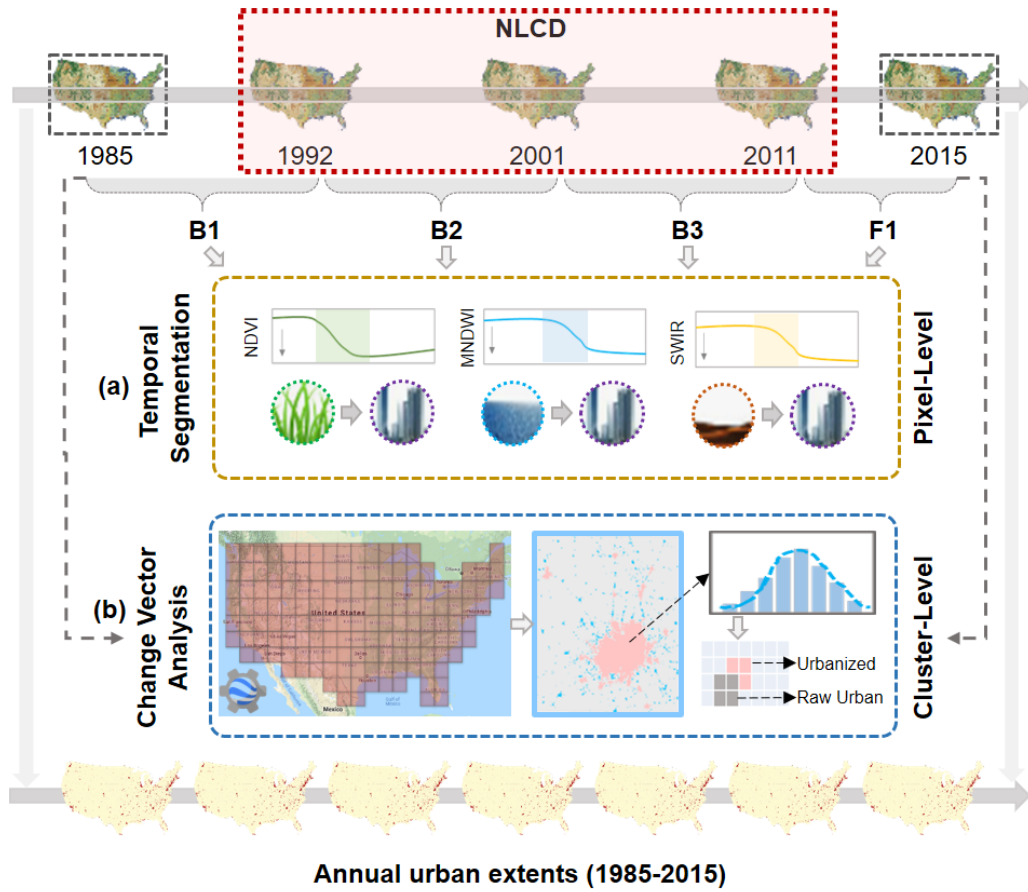 NLCD
1985
1992
2001
2011
2015
B1
B2
B3
F1
(a)
Temporal
Segmentation
NDVI
MNDWI
SWIR
Pixel-Level
(b)
Change Vector
Analysis
United States
Mexico
Urbanized
Raw Urban
Cluster-Level
Annual urban extents (1985-2015)